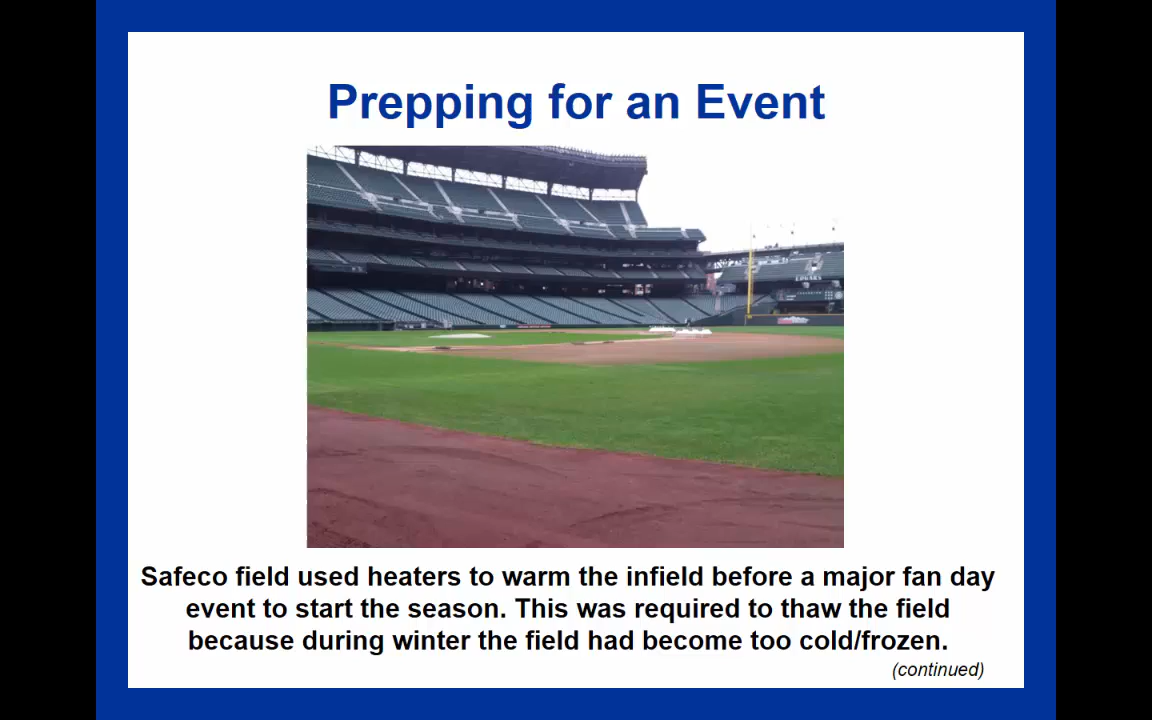 Prepping for an Event
Safeco field used heaters to warm the infield before a major fan day
event to start the season. This was required to thaw the field
because during winter the field had become too cold/frozen.
(continued)